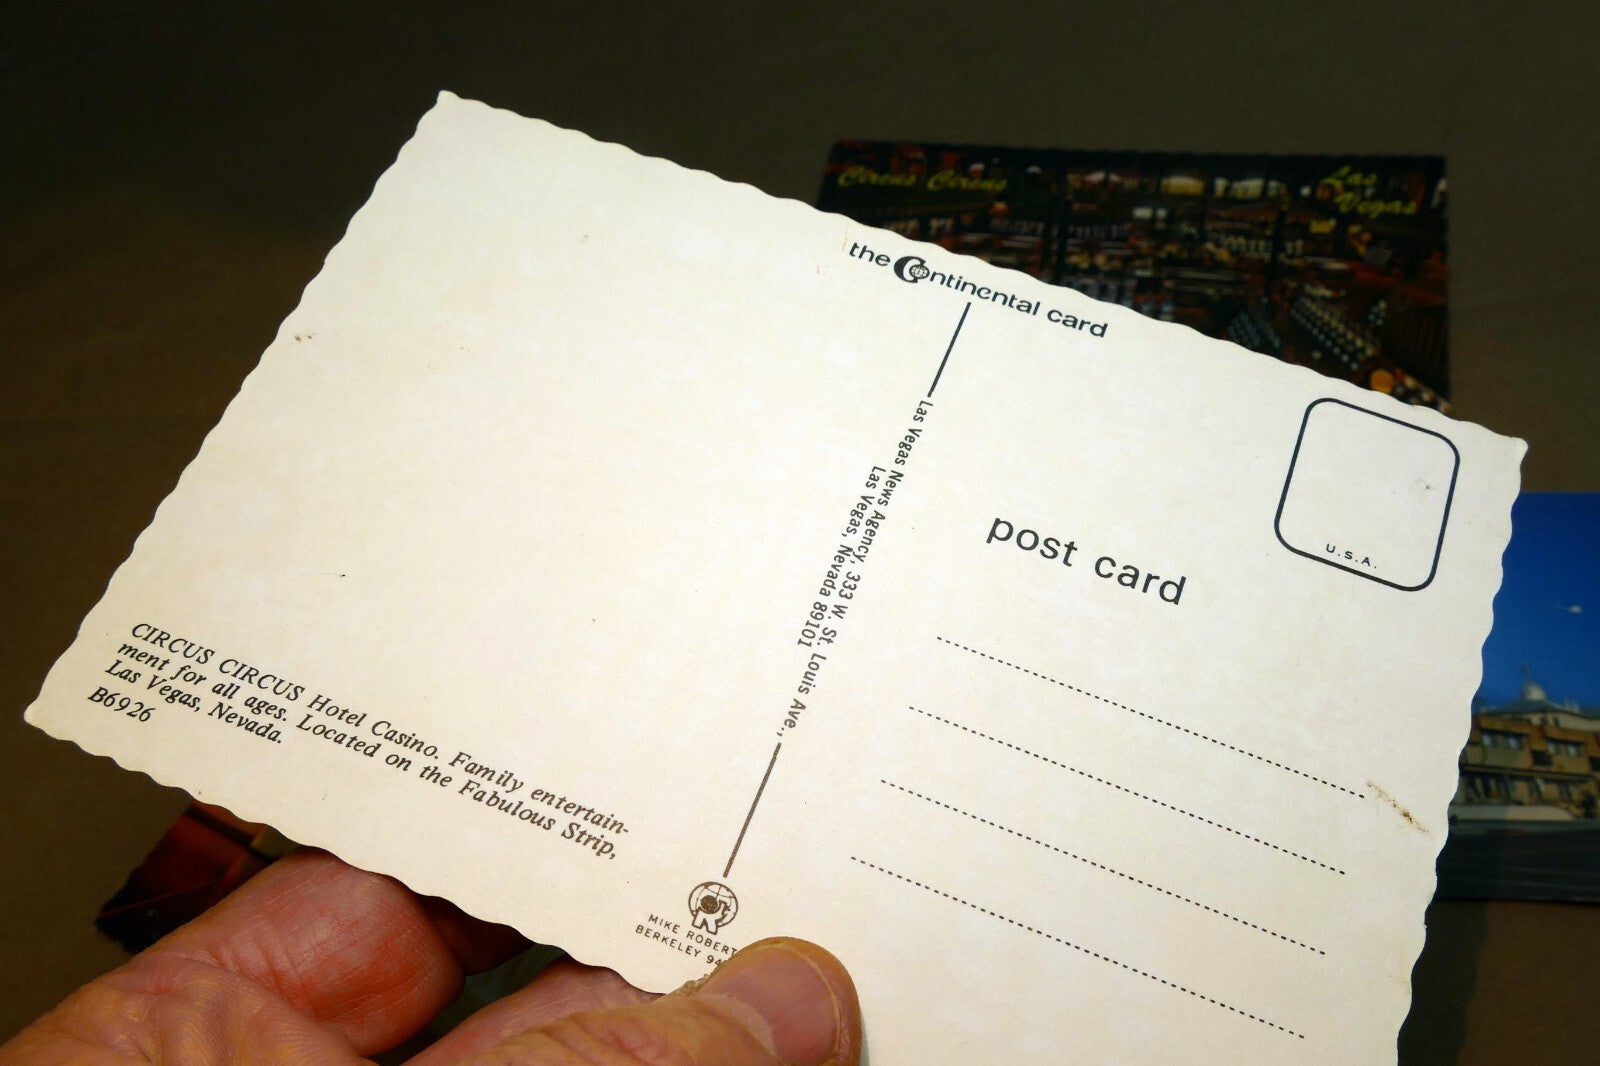 Circus Circus
Las
Vegas
the Continental card
Las Vegas News Agency, 333 W. St. Louis Ave.,
Las Vegas, Nevada 89101
post card
U.S.A.
CIRCUS CIRCUS Hotel Casino. Family entertain-
ment for all ages. Located on the Fabulous Strip,
Las Vegas, Nevada.
B6926
MIKE ROBERT
BERKELEY 94